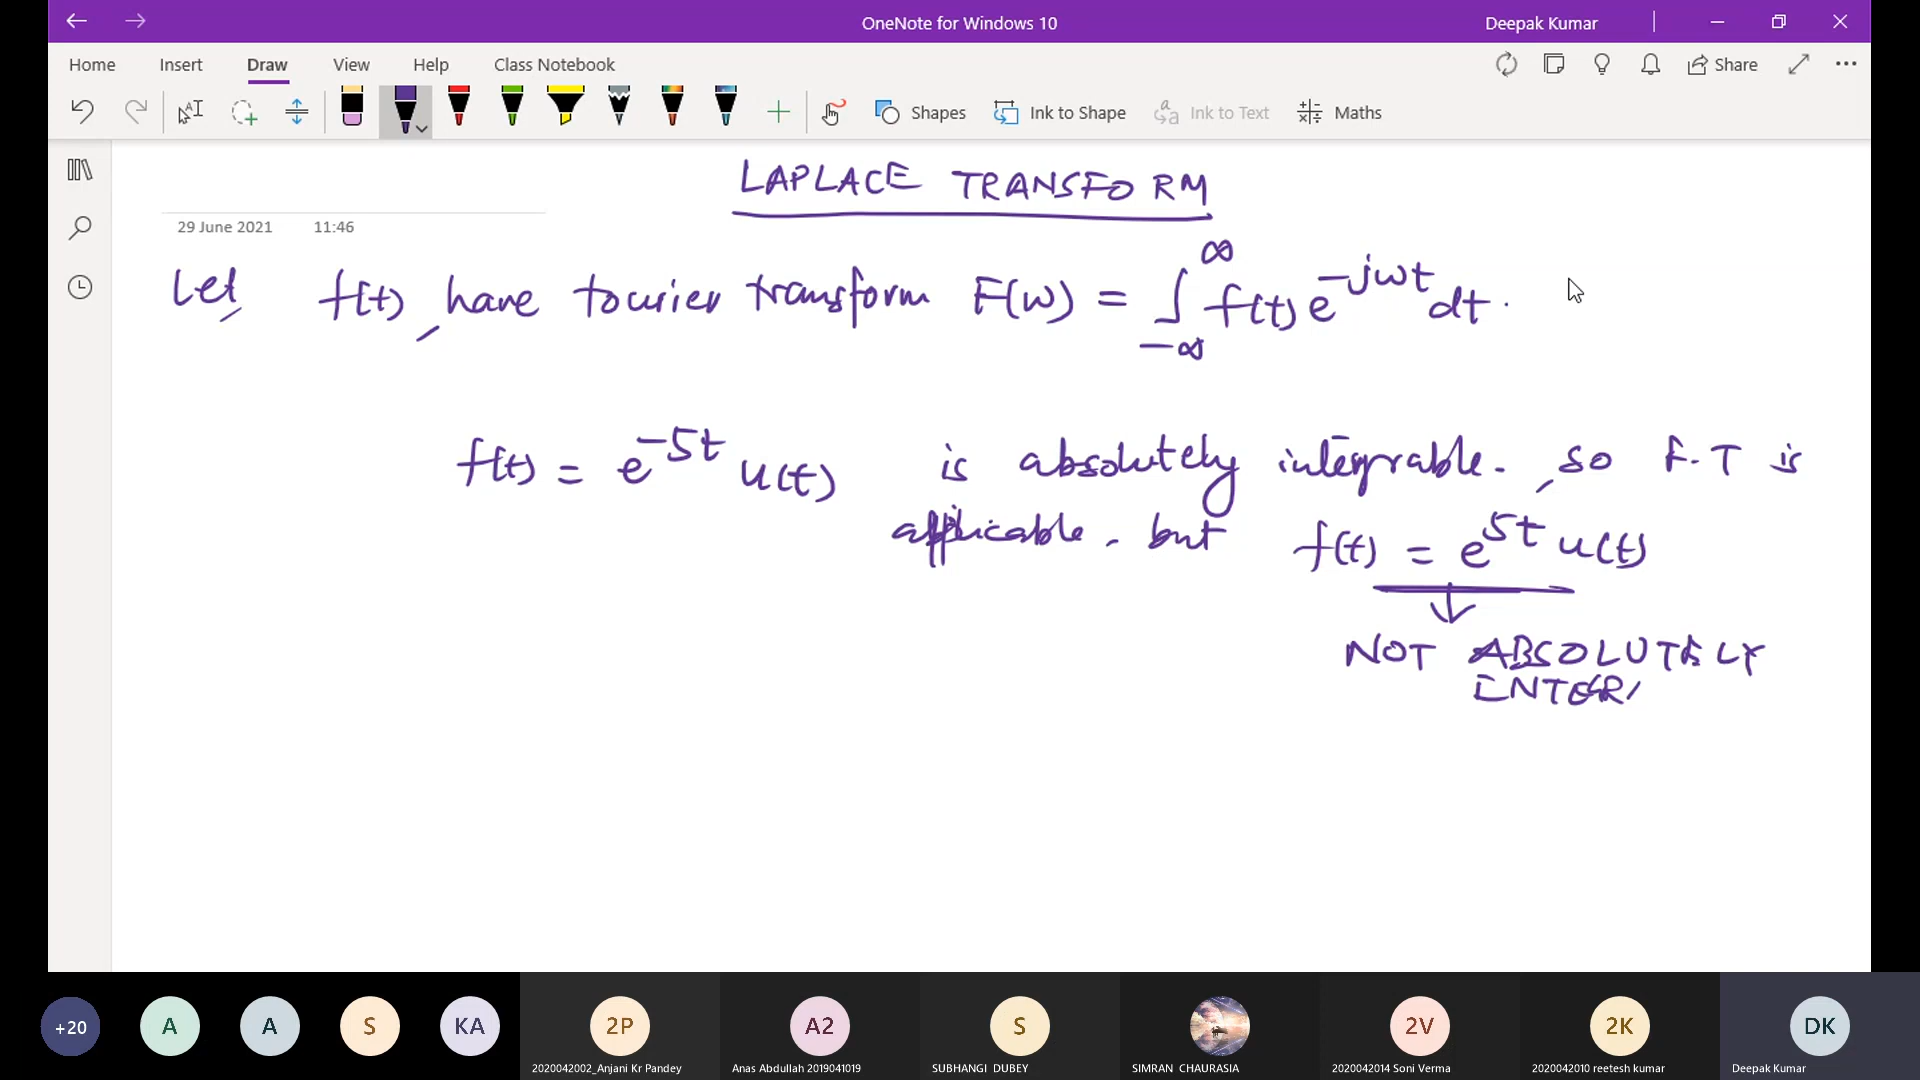 OneNote for Windows 10
Deepak Kumar
Home Insert Draw View Help Class Notebook
Share
Shapes Ink to Shape Ink to Text Maths
LAPLACE TRANSFORM
29 June 2021 11:46
Let f(t), have fourier transform F(w) = ∫_{-∞}^{∞} f(t) e^{-jωt} dt.
f(t) = e^{-5t} u(t) is absolutely integrable. , so F.T is
applicable. but f(t) = e^{5t} u(t)
↓
NOT ABSOLUTELY
INTEGR
+20 A A S KA 2P A2 S 2V 2K DK
2020042002_Anjani Kr Pandey Anas Abdullah 2019041019 SUBHANGI DUBEY SIMRAN CHAURASIA 2020042014 Soni Verma 2020042010 reetesh kumar Deepak Kumar